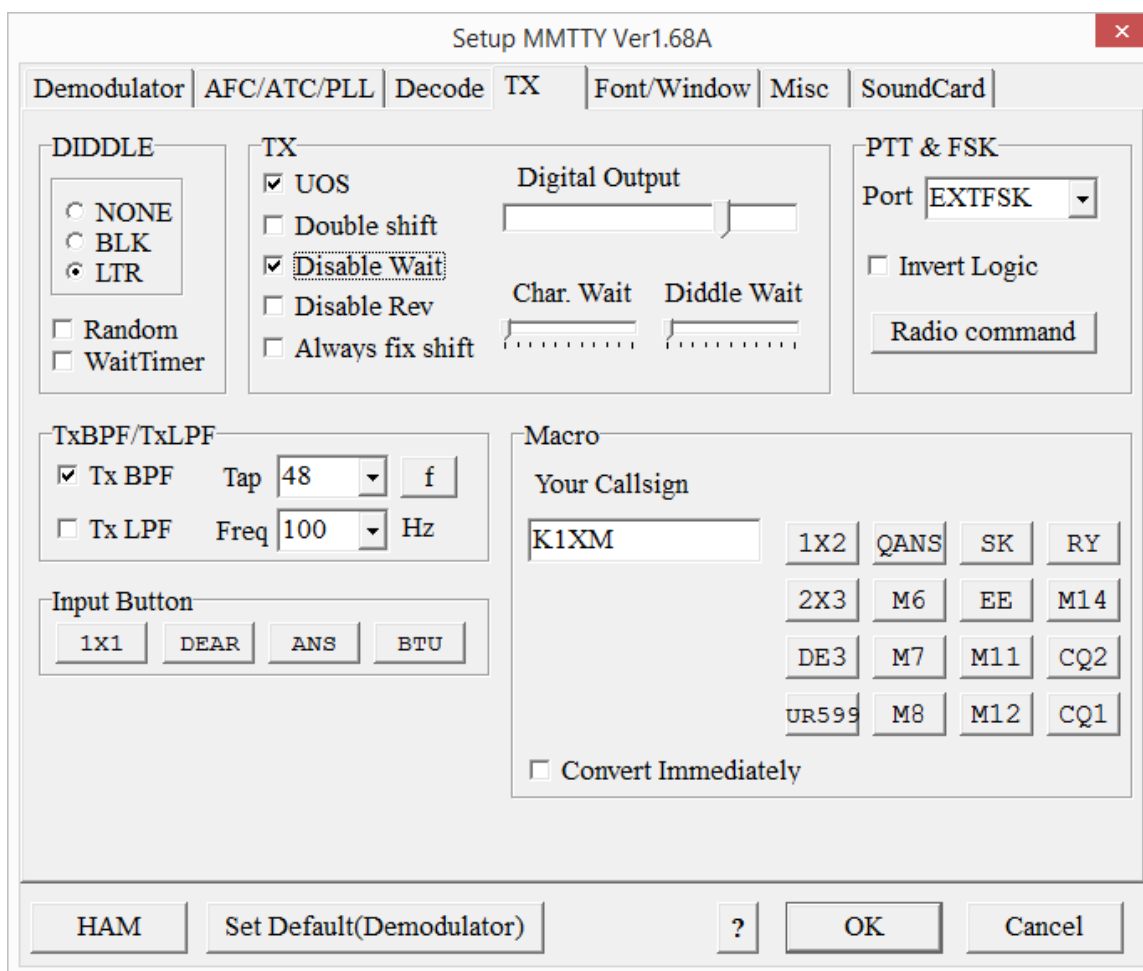 Setup MMTTY Ver1.68A
×
Demodulator AFC/ATC/PLL Decode TX Font/Window Misc SoundCard
DIDDLE
NONE
BLK
LTR
Random
WaitTimer
TX
UOS
Double shift
Disable Wait
Disable Rev
Always fix shift
Digital Output
Char. Wait Diddle Wait
PTT & FSK
Port EXTFSK
Invert Logic
Radio command
TxBPF/TxLPF
Tx BPF Tap 48 f
Tx LPF Freq 100 Hz
Input Button
1X1 DEAR ANS BTU
Macro
Your Callsign
K1XM
1X2 QANS SK RY
2X3 M6 EE M14
DE3 M7 M11 CQ2
UR599 M8 M12 CQ1
Convert Immediately
HAM Set Default(Demodulator) ? OK Cancel